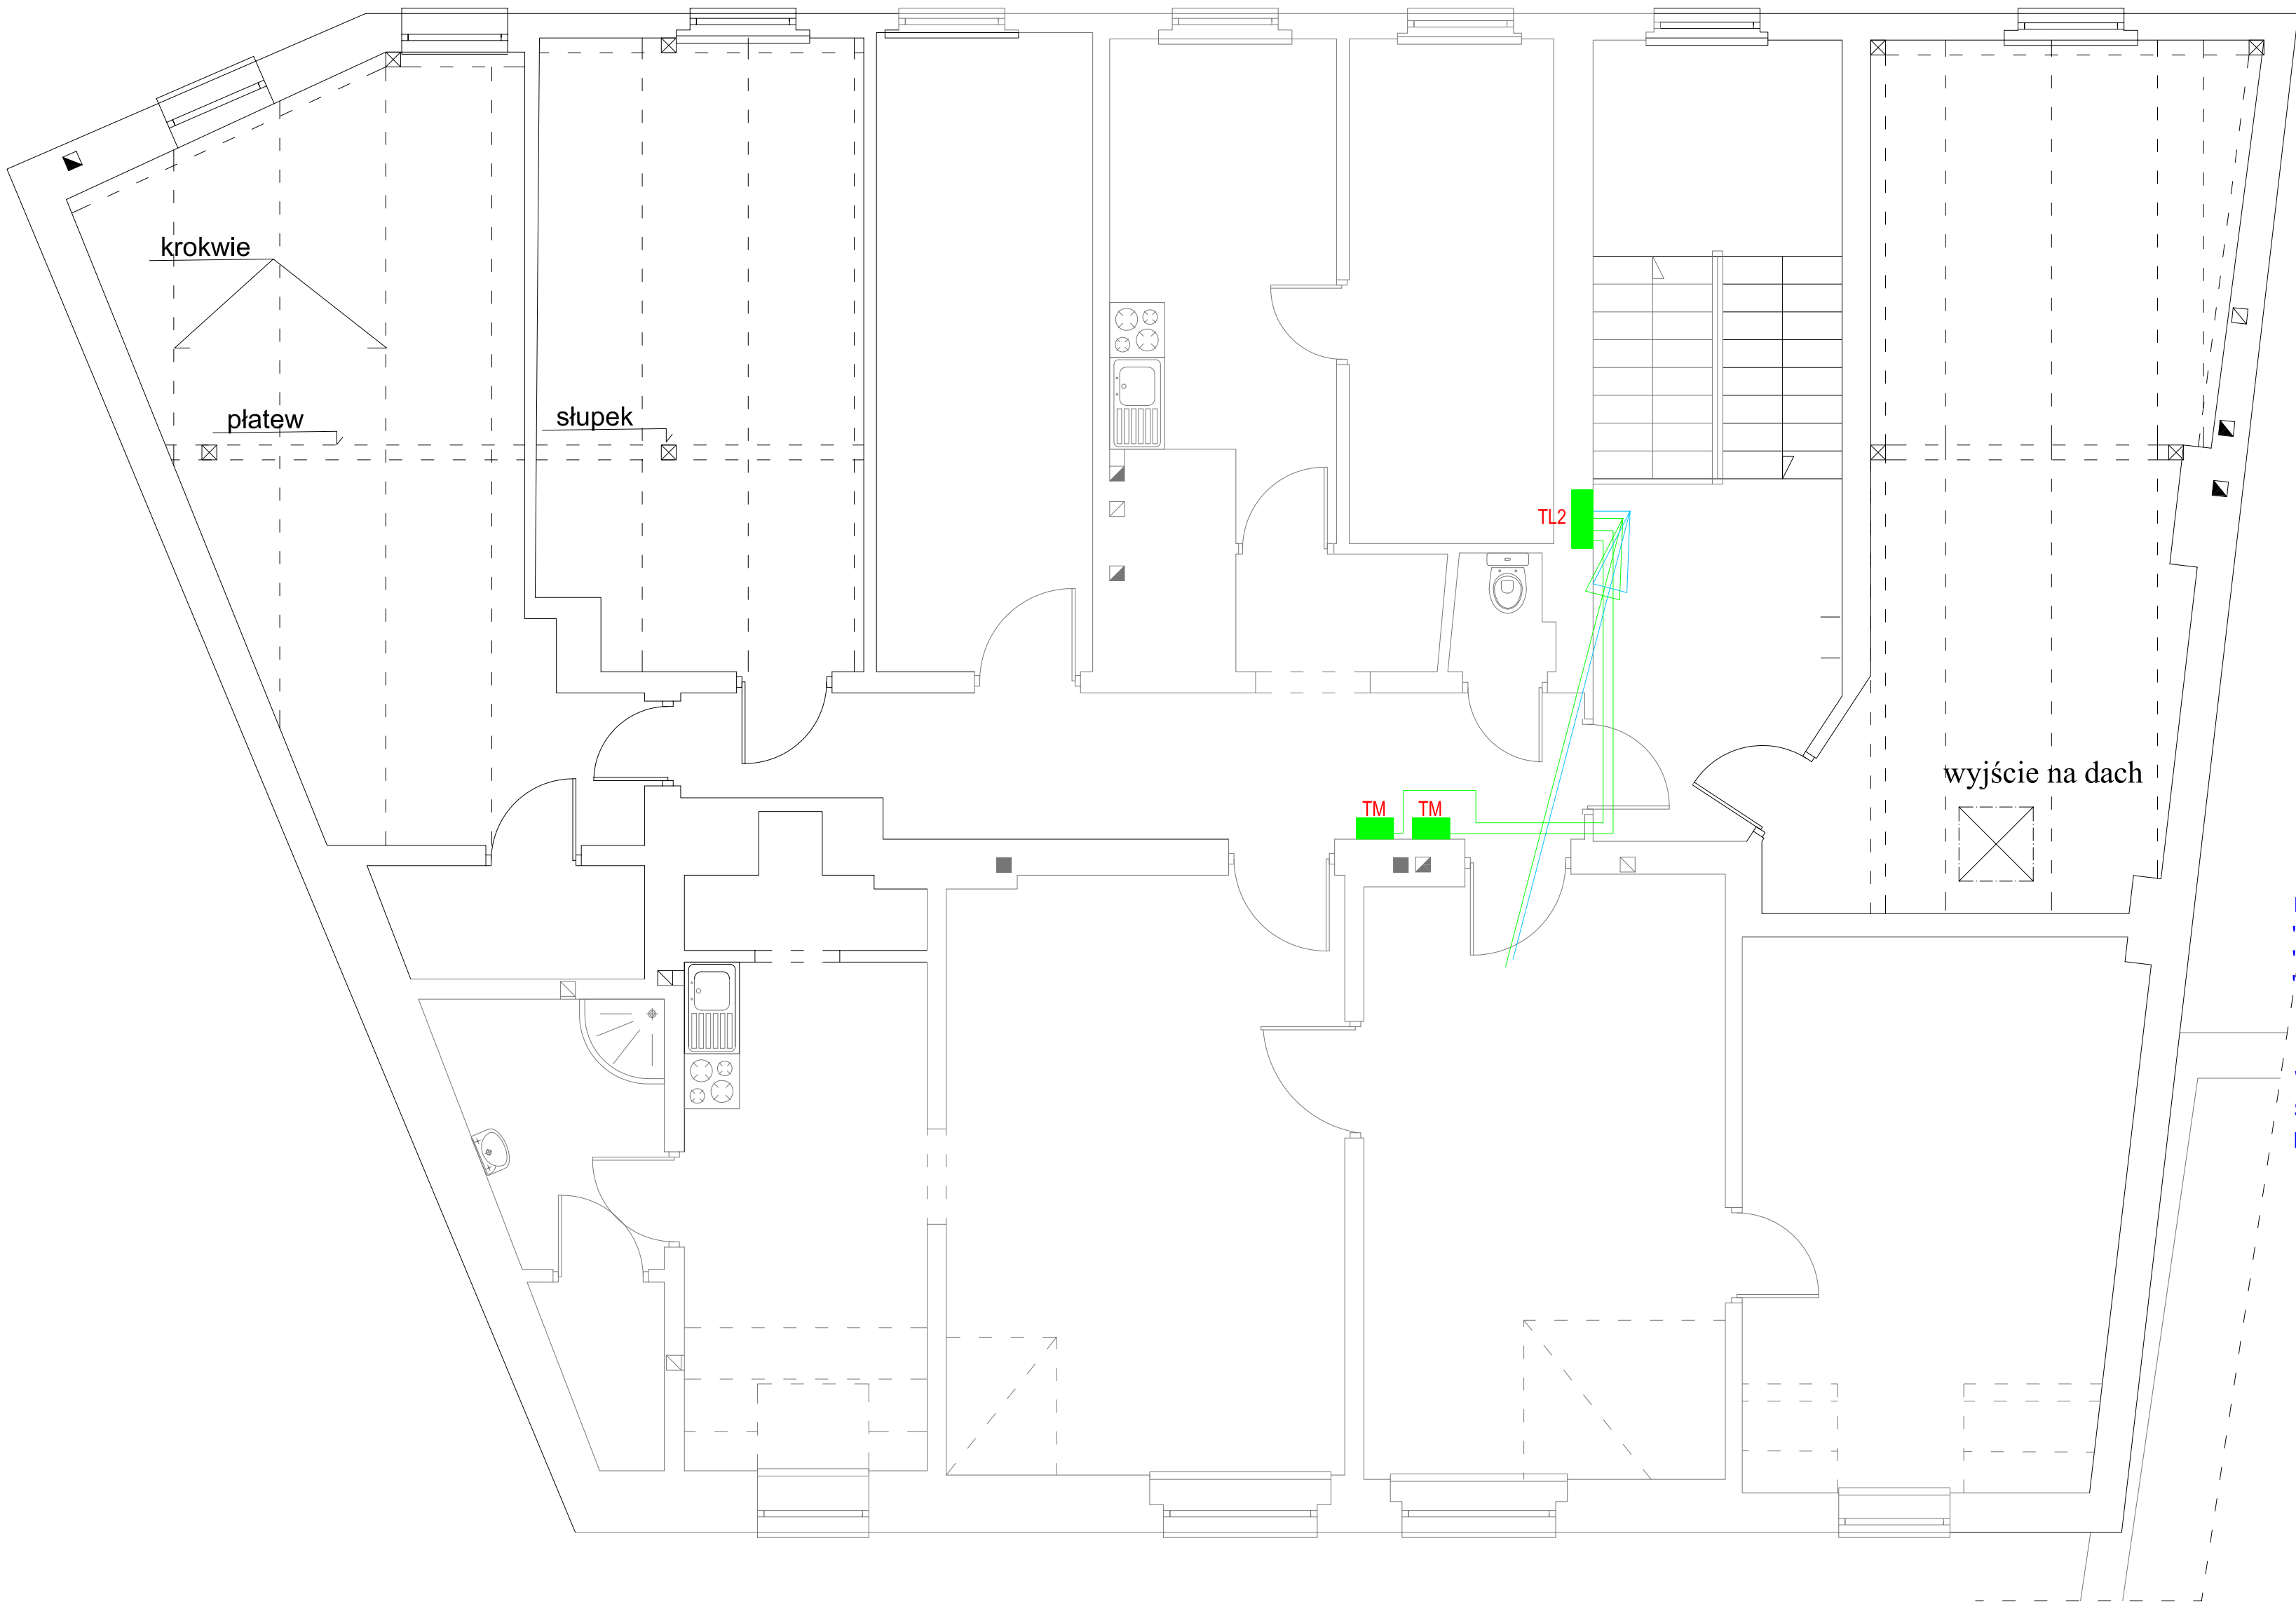 krokwie
płatew
słupek
TL2
wyjście na dach
TM TM